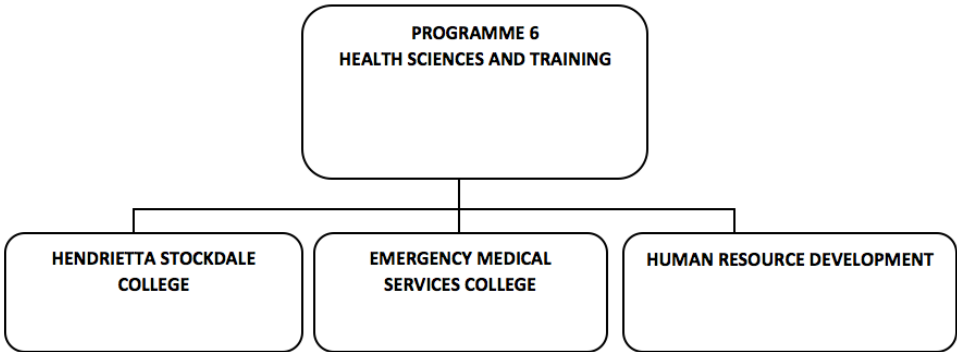 PROGRAMME 6
HEALTH SCIENCES AND TRAINING
HENDRIETTA STOCKDALE
COLLEGE
EMERGENCY MEDICAL
SERVICES COLLEGE
HUMAN RESOURCE DEVELOPMENT